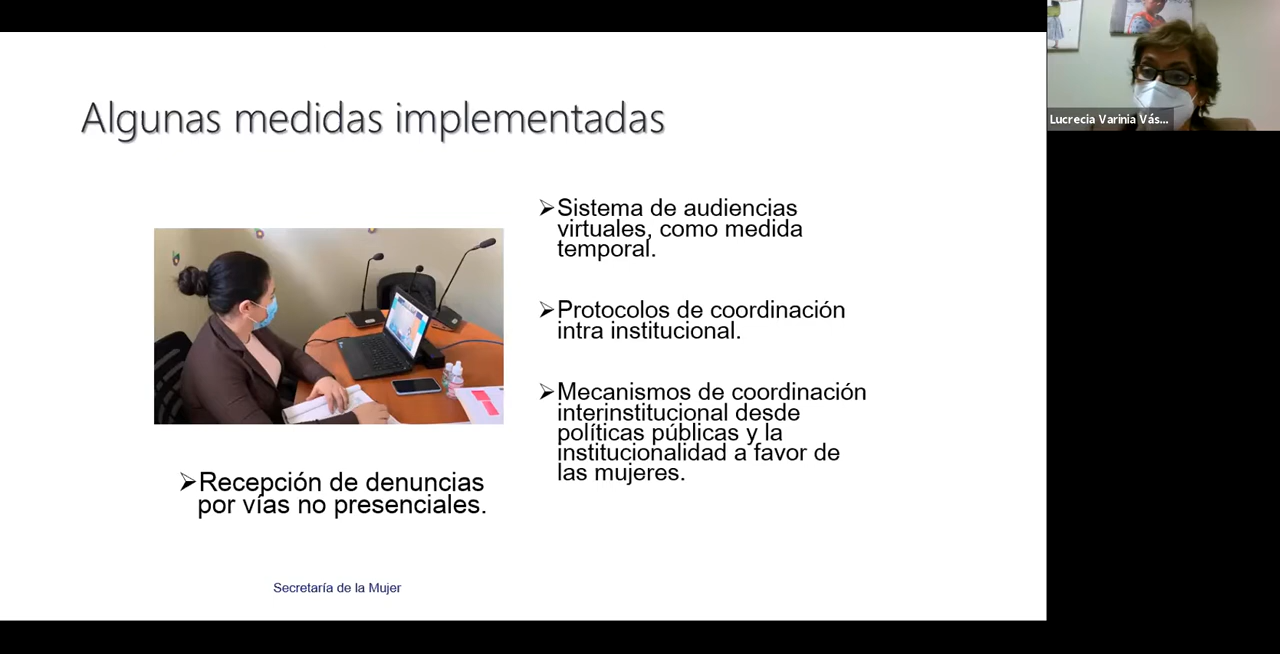 Algunas medidas implementadas
➢Sistema de audiencias
virtuales, como medida
temporal.
➢Protocolos de coordinación
intra institucional.
➢Mecanismos de coordinación
interinstitucional desde
políticas públicas y la
institucionalidad a favor de
las mujeres.
➢Recepción de denuncias
por vías no presenciales.
Secretaría de la Mujer
Lucrecia Varinia Vás...